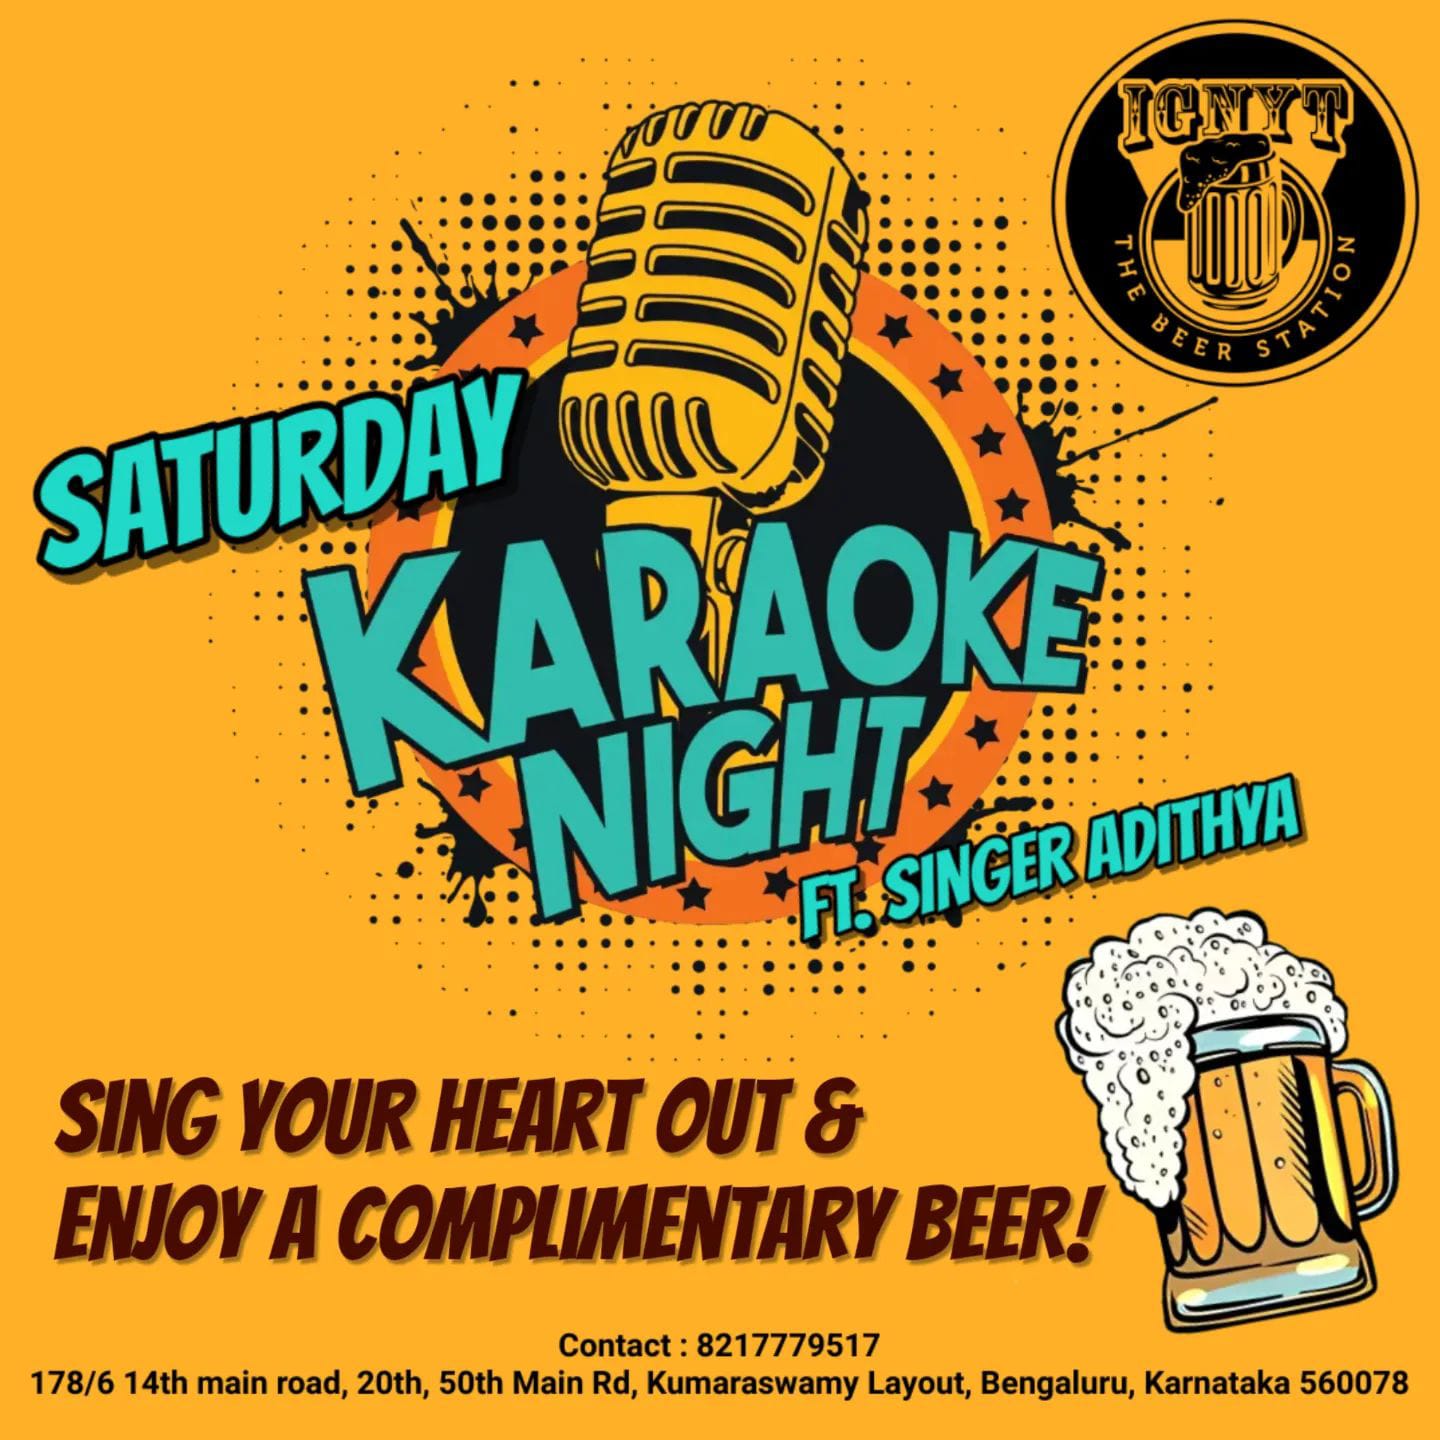 IGNYT
THE BEER STATION
SATURDAY
KARAOKE
NIGHT
FT. SINGER ADITHYA
SING YOUR HEART OUT &
ENJOY A COMPLIMENTARY BEER!
Contact : 8217779517
178/6 14th main road, 20th, 50th Main Rd, Kumaraswamy Layout, Bengaluru, Karnataka 560078